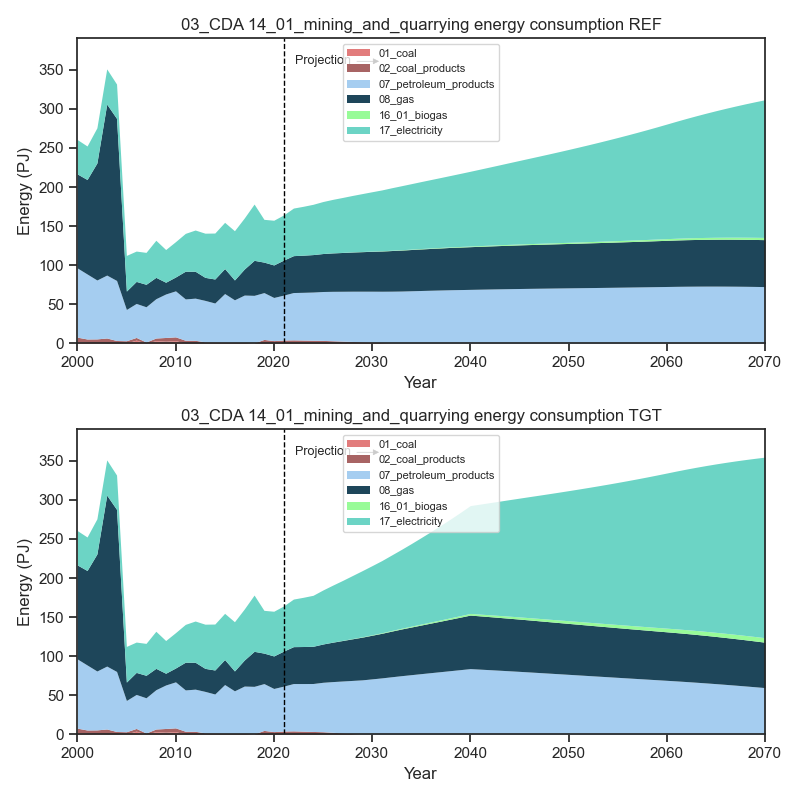 03_CDA 14_01_mining_and_quarrying energy consumption REF
Energy (PJ)
350
300
250
200
150
100
50
0
Projection
01_coal
02_coal_products
07_petroleum_products
08_gas
16_01_biogas
17_electricity
2000 2010 2020 2030 2040 2050 2060 2070
Year
03_CDA 14_01_mining_and_quarrying energy consumption TGT
Energy (PJ)
350
300
250
200
150
100
50
0
Projection
01_coal
02_coal_products
07_petroleum_products
08_gas
16_01_biogas
17_electricity
2000 2010 2020 2030 2040 2050 2060 2070
Year